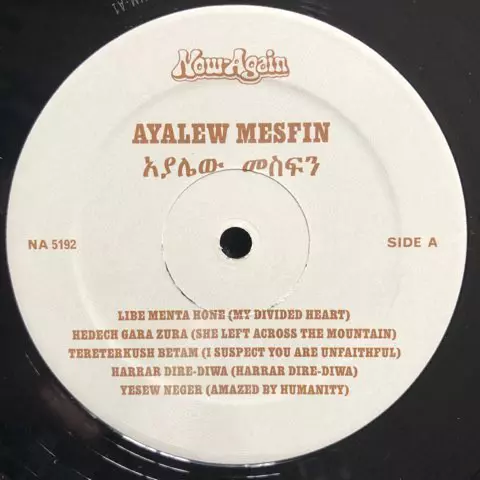 Now-Again
AYALEW MESFIN
አያሌው መስፍን
NA 5192
SIDE A
LIBE MENTA HONE (MY DIVIDED HEART)
HEDECH GARA ZURA (SHE LEFT ACROSS THE MOUNTAIN)
TERETERKUSH BETAM (I SUSPECT YOU ARE UNFAITHFUL)
HARRAR DIRE-DIWA (HARRAR DIRE-DIWA)
YESEW NEGER (AMAZED BY HUMANITY)